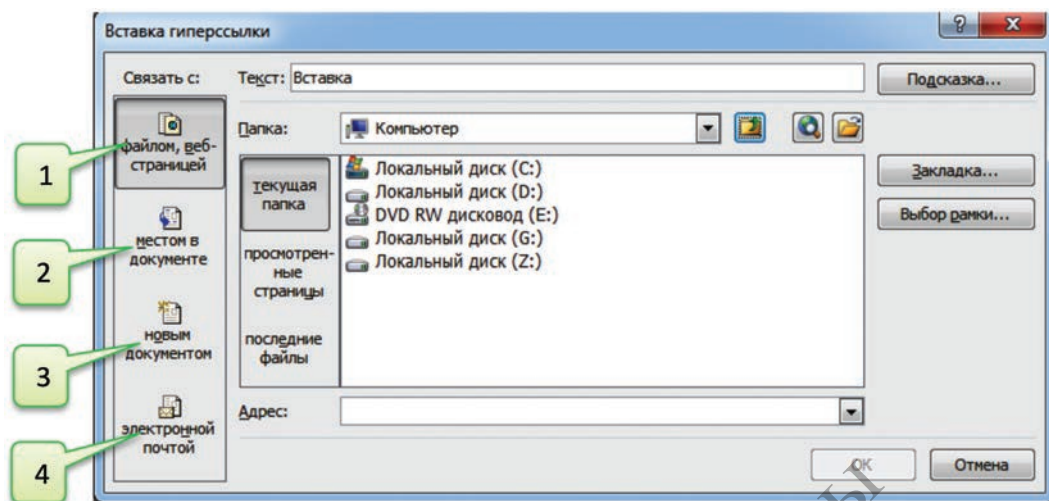 Вставка гиперссылки
Связать с:
Текст: Вставка
Подсказка...
файлом, веб-
страницей
Папка:
Компьютер
текущая
папка
Локальный диск (C:)
Локальный диск (D:)
DVD RW дисковод (E:)
Локальный диск (G:)
Локальный диск (Z:)
Закладка...
Выбор рамки...
местом в
документе
просмотрен-
ные
страницы
новым
документом
последние
файлы
Адрес:
электронной
почтой
ОК
Отмена
1
2
3
4